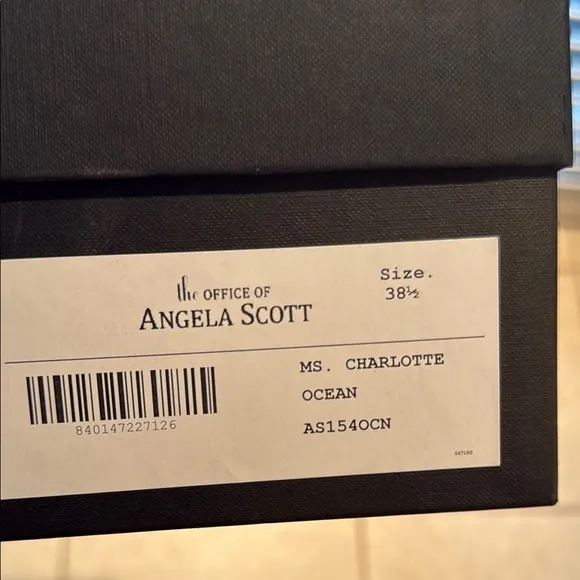 the OFFICE OF
ANGELA SCOTT
Size.
38½
MS. CHARLOTTE
OCEAN
AS154OCN
840147227126